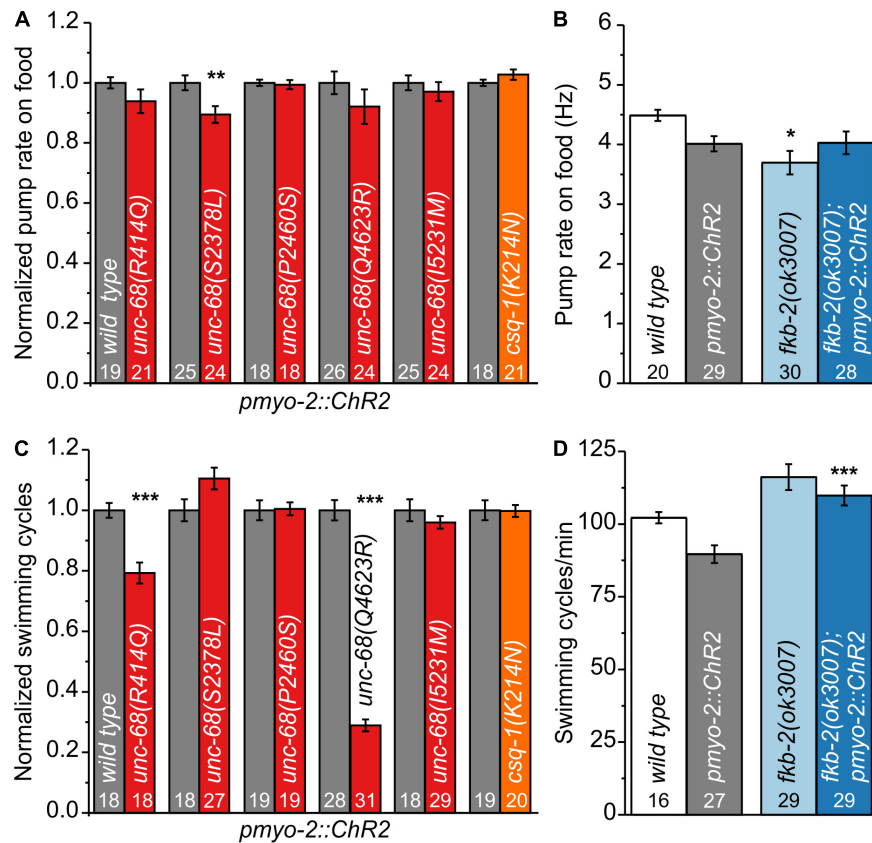 A
Normalized pump rate on food
1.2
1.0
0.8
0.6
0.4
0.2
0.0
**
wild type
unc-68(R414Q)
unc-68(S2378L)
unc-68(P2460S)
unc-68(Q4623R)
unc-68(I5231M)
csq-1(K214N)
19 21 25 24 18 18 26 24 25 24 18 21
pmyo-2::ChR2
B
Pump rate on food (Hz)
6
5
4
3
2
1
0
*
wild type
pmyo-2::ChR2
fkb-2(ok3007)
fkb-2(ok3007);
pmyo-2::ChR2
20 29 30 28
C
Normalized swimming cycles
1.2
1.0
0.8
0.6
0.4
0.2
0.0
*** ***
wild type
unc-68(R414Q)
unc-68(S2378L)
unc-68(P2460S)
unc-68(Q4623R)
unc-68(I5231M)
csq-1(K214N)
18 18 18 27 19 19 28 31 18 29 19 20
pmyo-2::ChR2
D
Swimming cycles/min
125
100
75
50
25
0
***
wild type
pmyo-2::ChR2
fkb-2(ok3007)
fkb-2(ok3007);
pmyo-2::ChR2
16 27 29 29